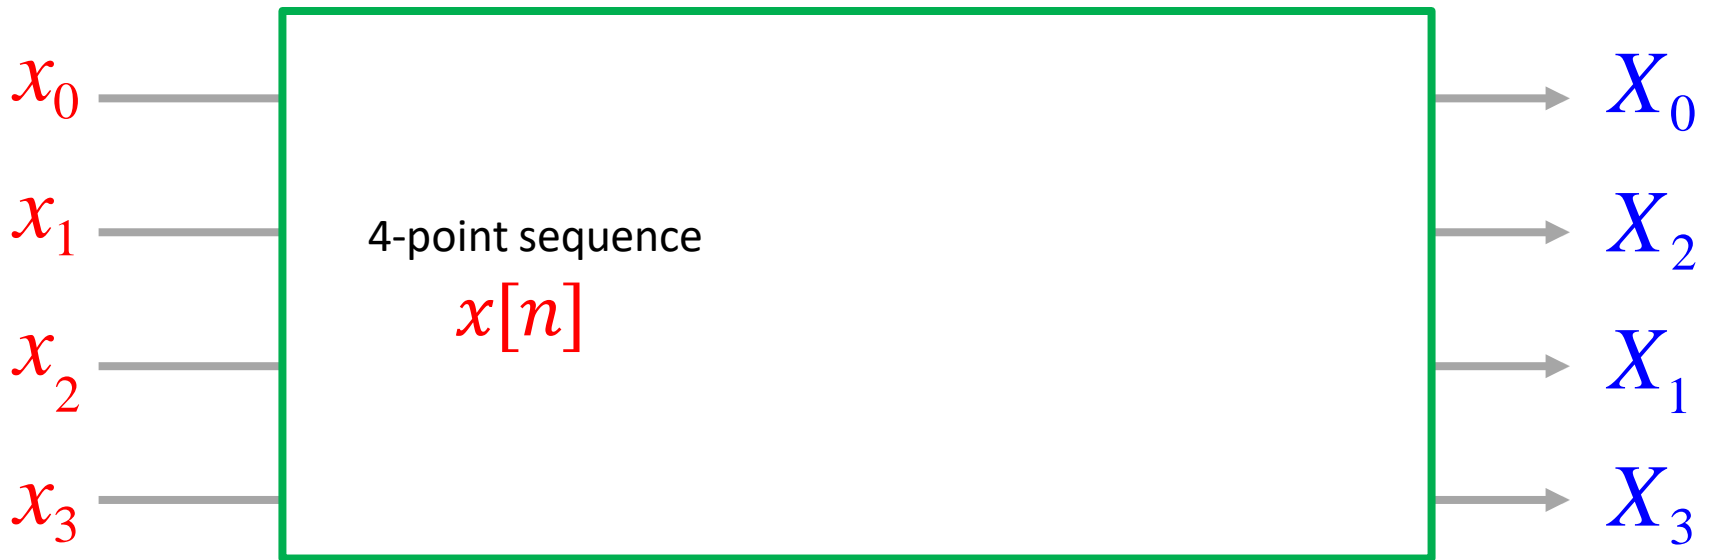 x₀ X₀
x₁ 4-point sequence X₂
x[n]
x₂ X₁
x₃ X₃